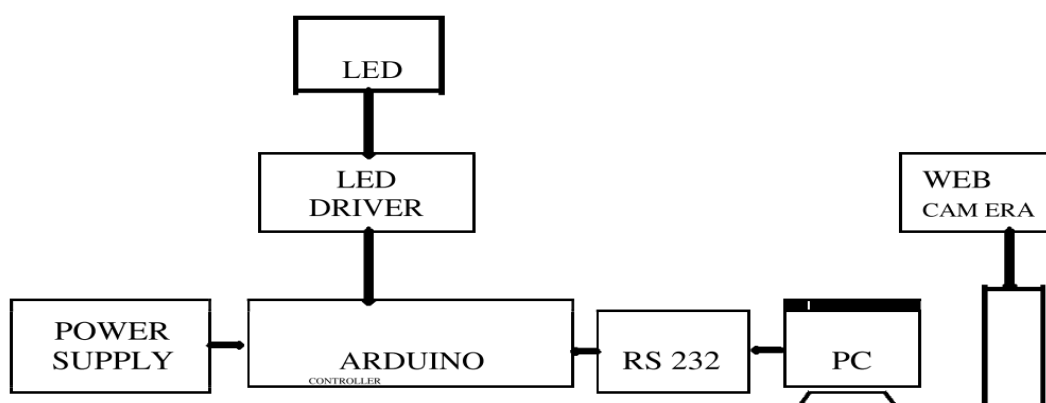 LED
LED
DRIVER
WEB
CAM ERA
POWER
SUPPLY
ARDUINO
CONTROLLER
RS 232
PC